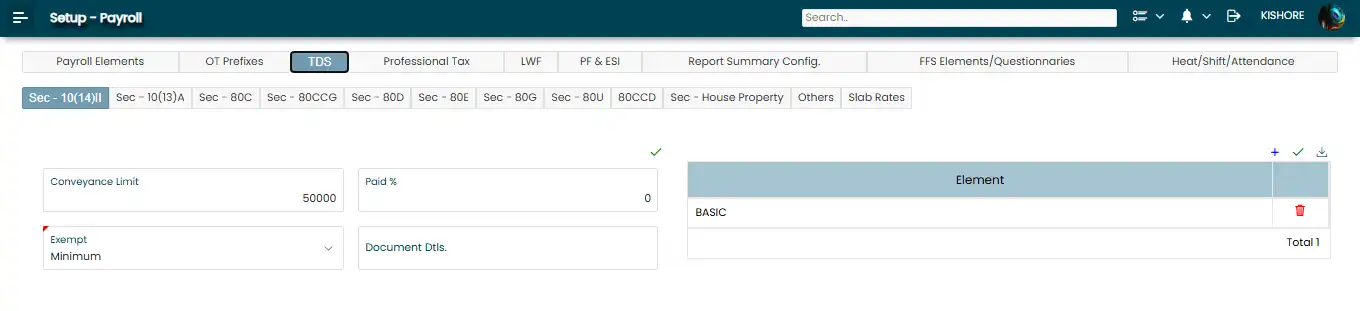 Setup - Payroll
Search..
KISHORE
Payroll Elements
OT Prefixes
TDS
Professional Tax
LWF
PF & ESI
Report Summary Config.
FFS Elements/Questionnaries
Heat/Shift/Attendance
Sec - 10(14)II
Sec - 10(13)A
Sec - 80C
Sec - 80CCG
Sec - 80D
Sec - 80E
Sec - 80G
Sec - 80U
80CCD
Sec - House Property
Others
Slab Rates
Conveyance Limit
50000
Paid %
0
Exempt
Minimum
Document Dtls.
Element
BASIC
Total 1